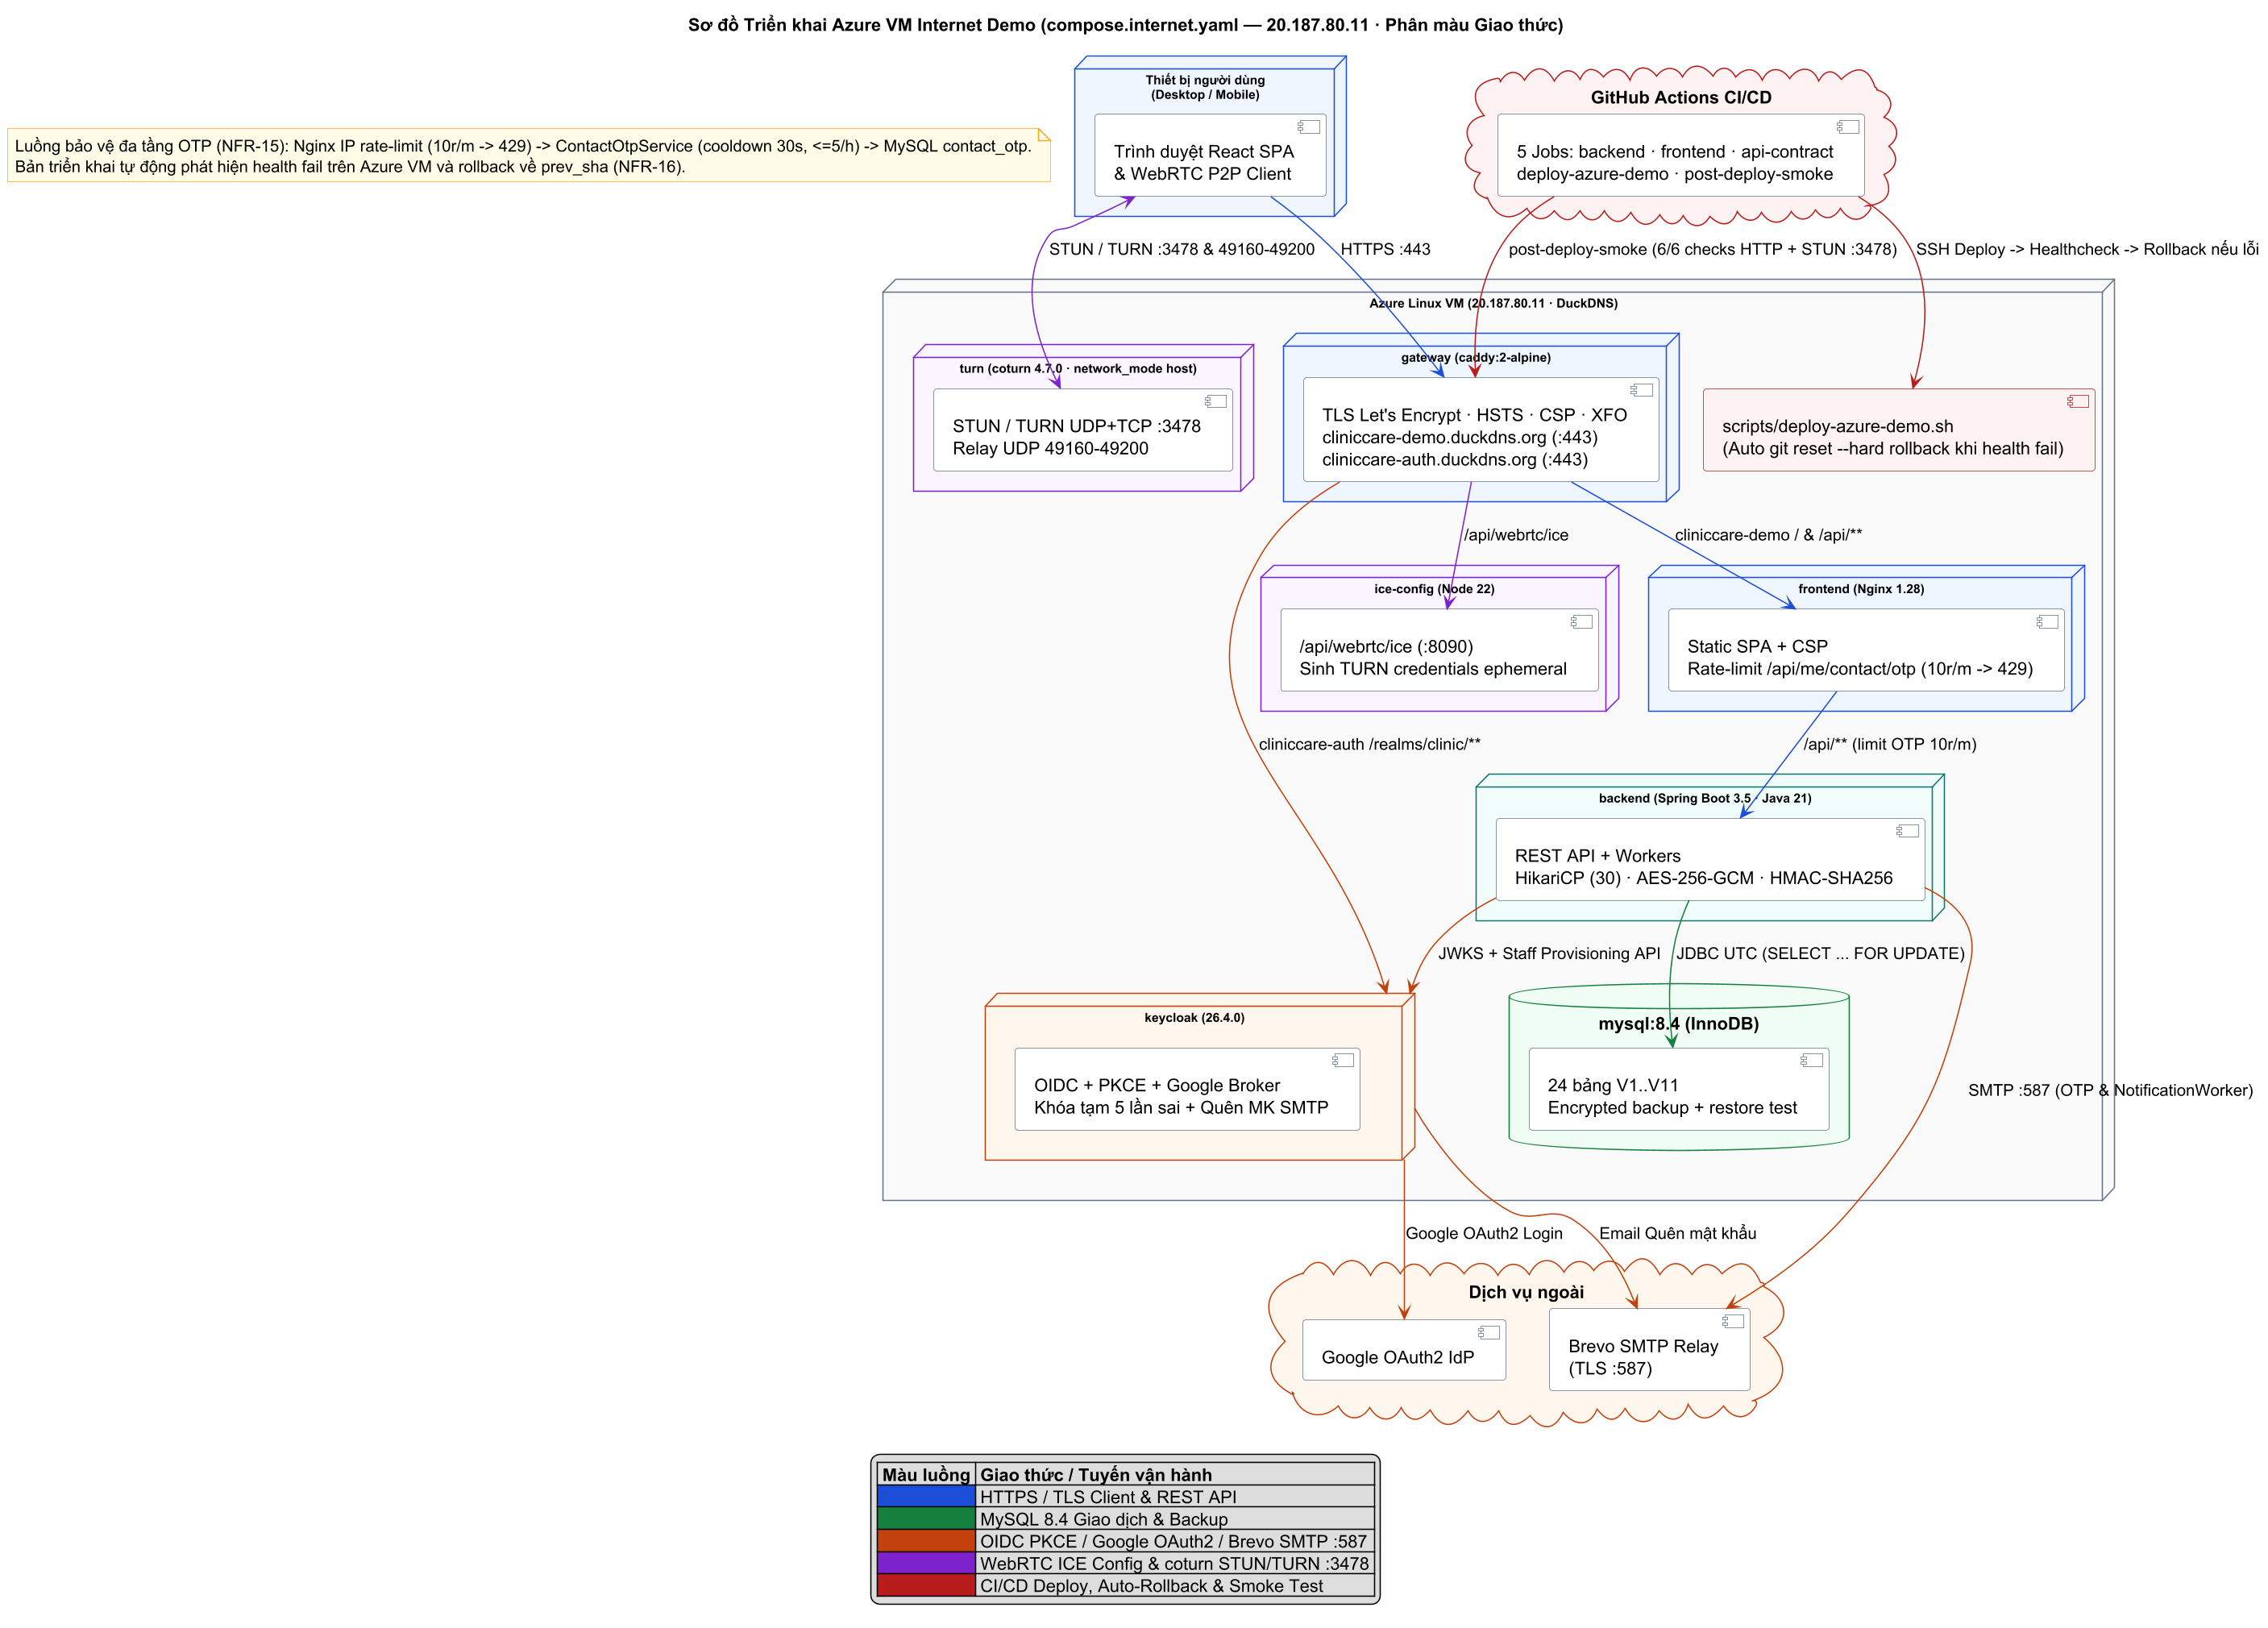 Sơ đồ Triển khai Azure VM Internet Demo (compose.internet.yaml — 20.187.80.11 · Phân màu Giao thức)
Luồng bảo vệ đa tầng OTP (NFR-15): Nginx IP rate-limit (10r/m -> 429) -> ContactOtpService (cooldown 30s, <=5/h) -> MySQL contact_otp.
Bản triển khai tự động phát hiện health fail trên Azure VM và rollback về prev_sha (NFR-16).
Thiết bị người dùng
(Desktop / Mobile)
Trình duyệt React SPA
& WebRTC P2P Client
GitHub Actions CI/CD
5 Jobs: backend · frontend · api-contract
deploy-azure-demo · post-deploy-smoke
STUN / TURN :3478 & 49160-49200
HTTPS :443
post-deploy-smoke (6/6 checks HTTP + STUN :3478)
SSH Deploy -> Healthcheck -> Rollback nếu lỗi
Azure Linux VM (20.187.80.11 · DuckDNS)
turn (coturn 4.7.0 · network_mode host)
STUN / TURN UDP+TCP :3478
Relay UDP 49160-49200
gateway (caddy:2-alpine)
TLS Let's Encrypt · HSTS · CSP · XFO
cliniccare-demo.duckdns.org (:443)
cliniccare-auth.duckdns.org (:443)
scripts/deploy-azure-demo.sh
(Auto git reset --hard rollback khi health fail)
/api/webrtc/ice
cliniccare-demo / & /api/**
ice-config (Node 22)
/api/webrtc/ice (:8090)
Sinh TURN credentials ephemeral
frontend (Nginx 1.28)
Static SPA + CSP
Rate-limit /api/me/contact/otp (10r/m -> 429)
cliniccare-auth /realms/clinic/**
/api/** (limit OTP 10r/m)
backend (Spring Boot 3.5 · Java 21)
REST API + Workers
HikariCP (30) · AES-256-GCM · HMAC-SHA256
JWKS + Staff Provisioning API
JDBC UTC (SELECT ... FOR UPDATE)
keycloak (26.4.0)
OIDC + PKCE + Google Broker
Khóa tạm 5 lần sai + Quên MK SMTP
mysql:8.4 (InnoDB)
24 bảng V1..V11
Encrypted backup + restore test
SMTP :587 (OTP & NotificationWorker)
Google OAuth2 Login
Email Quên mật khẩu
Dịch vụ ngoài
Google OAuth2 IdP
Brevo SMTP Relay
(TLS :587)
Màu luồng Giao thức / Tuyến vận hành
HTTPS / TLS Client & REST API
MySQL 8.4 Giao dịch & Backup
OIDC PKCE / Google OAuth2 / Brevo SMTP :587
WebRTC ICE Config & coturn STUN/TURN :3478
CI/CD Deploy, Auto-Rollback & Smoke Test